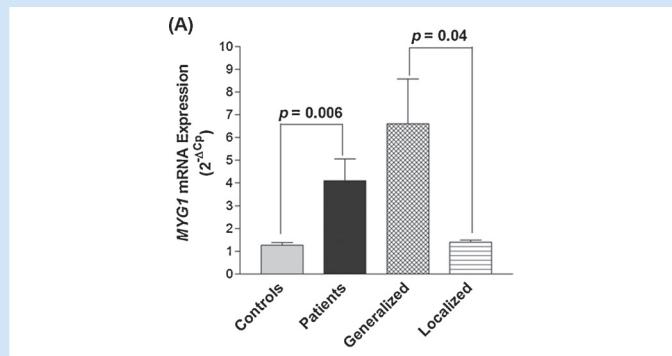 (A)
MYG1 mRNA Expression
(2^-ΔCp)
10
9
8
7
6
5
4
3
2
1
0
p = 0.006
p = 0.04
Controls
Patients
Generalized
Localized